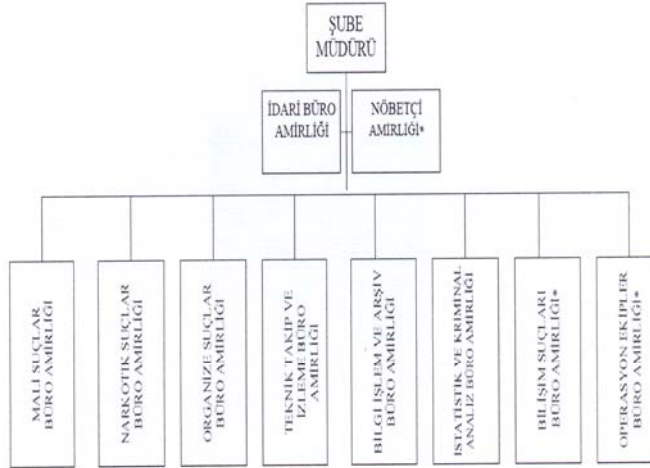 ŞUBE
MÜDÜRÜ
İDARİ BÜRO
AMİRLİĞİ
NÖBETÇİ
AMIRLİĞİ*
MALİ SUÇLAR
BÜRO AMİRLİĞİ
NARKOTİK SUÇLAR
BÜRO AMİRLİĞİ
ORGANİZE SUÇLAR
BÜRO AMİRLİĞİ
TEKNİK TAKİP VE
İZLEME BÜRO
AMİRLİĞİ
BİLGİ İŞLEM VE ARŞİV
BÜRO AMİRLİĞİ
İSTATİSTİK VE KRİMİNAL
ANALİZ BÜRO AMİRLİĞİ
BİLİŞİM SUÇLARI
BÜRO AMİRLİĞİ*
OPERASYON EKİPLER
BÜRO AMİRLİĞİ*